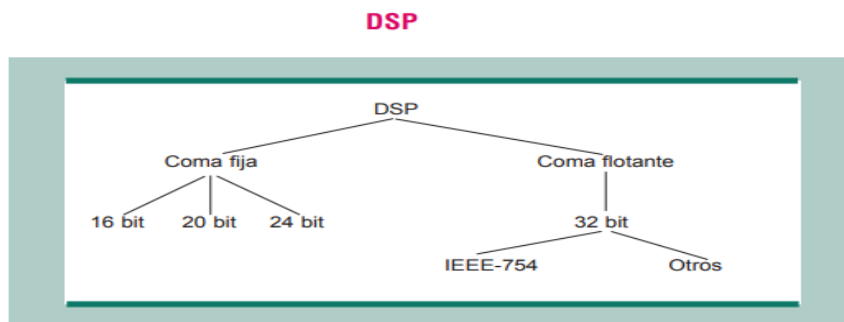 DSP
DSP
Coma fija Coma flotante
16 bit 20 bit 24 bit 32 bit
IEEE-754 Otros